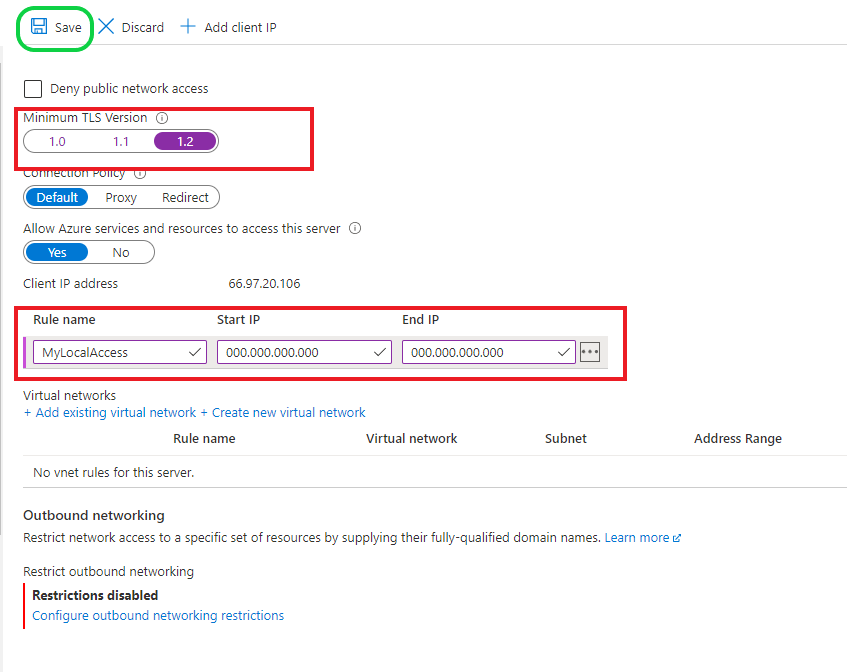 Save Discard Add client IP
Deny public network access
Minimum TLS Version
1.0 1.1 1.2
Connection Policy
Default Proxy Redirect
Allow Azure services and resources to access this server
Yes No
Client IP address 66.97.20.106
Rule name Start IP End IP
MyLocalAccess 000.000.000.000 000.000.000.000
Virtual networks
+ Add existing virtual network + Create new virtual network
Rule name Virtual network Subnet Address Range
No vnet rules for this server.
Outbound networking
Restrict network access to a specific set of resources by supplying their fully-qualified domain names. Learn more
Restrict outbound networking
Restrictions disabled
Configure outbound networking restrictions